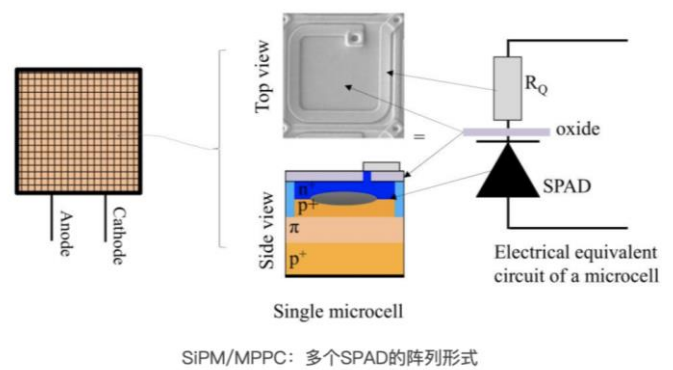 Top view
R_Q
=
oxide
SPAD
Anode
Cathode
Side view
n⁺
p+
π
p⁺
Electrical equivalent
circuit of a microcell
Single microcell
SiPM/MPPC：多个SPAD的阵列形式